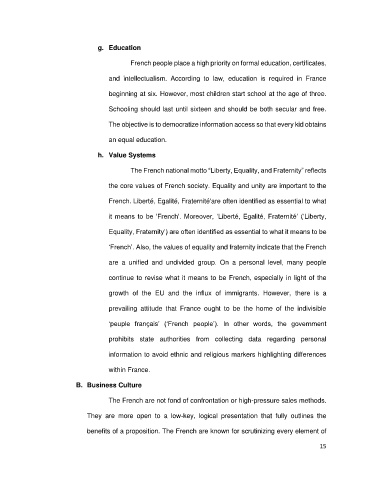 g. Education
French people place a high priority on formal education, certificates,
and intellectualism. According to law, education is required in France
beginning at six. However, most children start school at the age of three.
Schooling should last until sixteen and should be both secular and free.
The objective is to democratize information access so that every kid obtains
an equal education.
h. Value Systems
The French national motto "Liberty, Equality, and Fraternity" reflects
the core values of French society. Equality and unity are important to the
French. Liberté, Egalité, Fraternité'are often identified as essential to what
it means to be 'French'. Moreover, 'Liberté, Egalité, Fraternité' ('Liberty,
Equality, Fraternity') are often identified as essential to what it means to be
'French'. Also, the values of equality and fraternity indicate that the French
are a unified and undivided group. On a personal level, many people
continue to revise what it means to be French, especially in light of the
growth of the EU and the influx of immigrants. However, there is a
prevailing attitude that France ought to be the home of the indivisible
'peuple français' ('French people'). In other words, the government
prohibits state authorities from collecting data regarding personal
information to avoid ethnic and religious markers highlighting differences
within France.
B. Business Culture
The French are not fond of confrontation or high-pressure sales methods.
They are more open to a low-key, logical presentation that fully outlines the
benefits of a proposition. The French are known for scrutinizing every element of
15